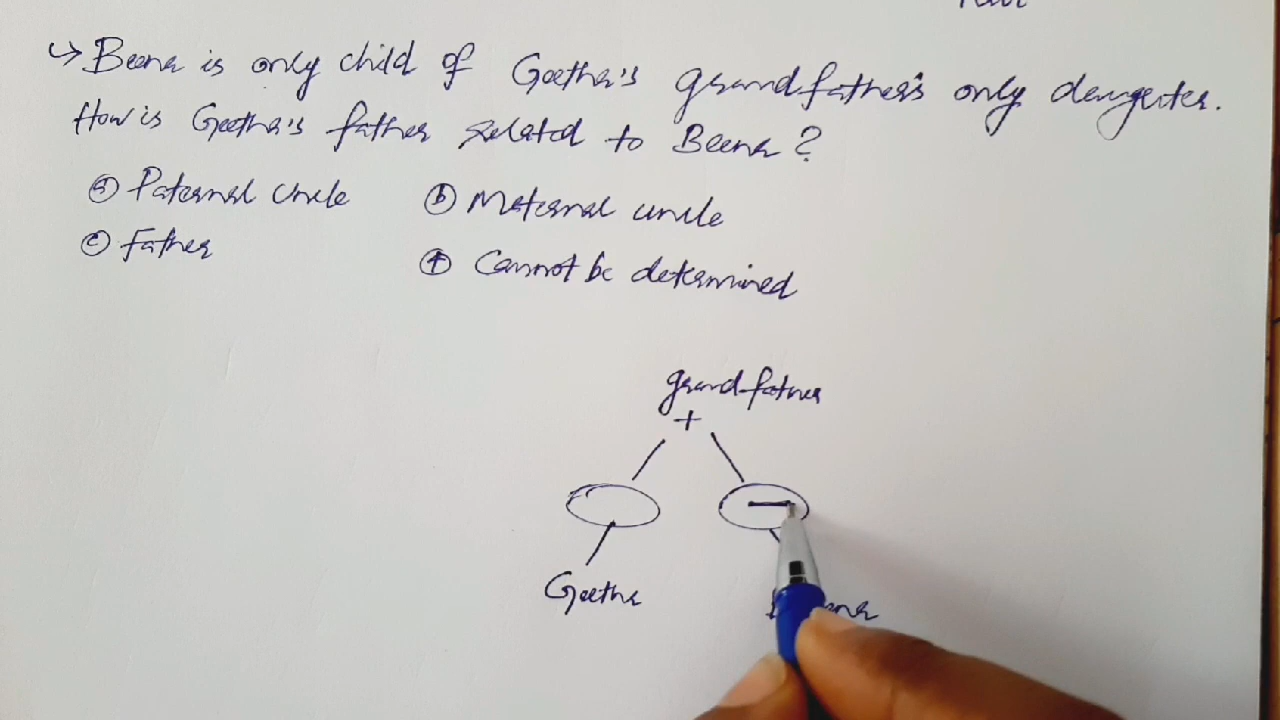 ↪ Beena is only child of Geetha's grandfather's only daugeuter.
How is Geetha's father related to Beena?
ⓐ Paternal Uncle ⓑ Maternal uncle
ⓒ Father ⓓ Cannot be determined
grandfather
+
—
Geetha